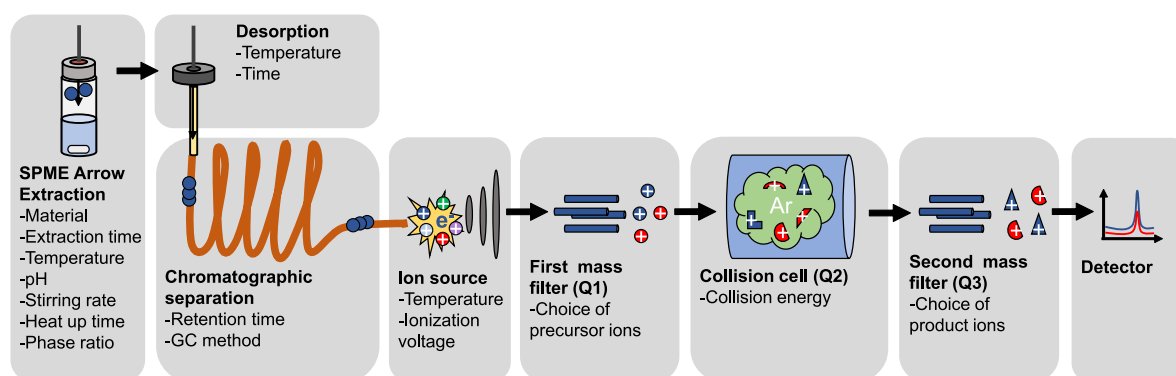 SPME Arrow
Extraction
-Material
-Extraction time
-Temperature
-pH
-Stirring rate
-Heat up time
-Phase ratio
Desorption
-Temperature
-Time
Chromatographic
separation
-Retention time
-GC method
e-
Ion source
-Temperature
-Ionization
voltage
First mass
filter (Q1)
-Choice of
precursor ions
Ar
Collision cell (Q2)
-Collision energy
Second mass
filter (Q3)
-Choice of
product ions
Detector